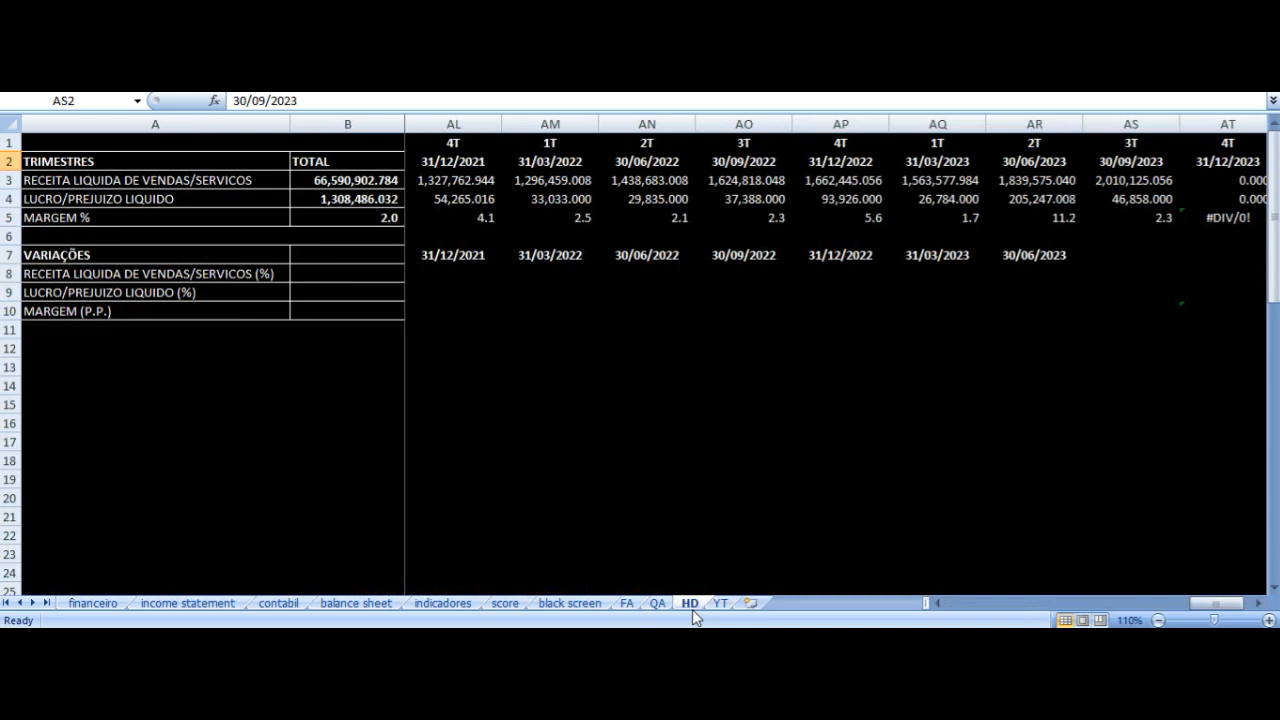 AS2 fx 30/09/2023
A B AL AM AN AO AP AQ AR AS AT
1 4T 1T 2T 3T 4T 1T 2T 3T 4T
2 TRIMESTRES TOTAL 31/12/2021 31/03/2022 30/06/2022 30/09/2022 31/12/2022 31/03/2023 30/06/2023 30/09/2023 31/12/2023
3 RECEITA LIQUIDA DE VENDAS/SERVICOS 66,590,902.784 1,327,762.944 1,296,459.008 1,438,683.008 1,624,818.048 1,662,445.056 1,563,577.984 1,839,575.040 2,010,125.056 0.000
4 LUCRO/PREJUIZO LIQUIDO 1,308,486.032 54,265.016 33,033.000 29,835.000 37,388.000 93,926.000 26,784.000 205,247.008 46,858.000 0.000
5 MARGEM % 2.0 4.1 2.5 2.1 2.3 5.6 1.7 11.2 2.3 #DIV/0!
6
7 VARIAÇÕES 31/12/2021 31/03/2022 30/06/2022 30/09/2022 31/12/2022 31/03/2023 30/06/2023
8 RECEITA LIQUIDA DE VENDAS/SERVICOS (%)
9 LUCRO/PREJUIZO LIQUIDO (%)
10 MARGEM (P.P.)
11
12
13
14
15
16
17
18
19
20
21
22
23
24
25
financeiro income statement contabil balance sheet indicadores score black screen FA QA HD YT
Ready 110%